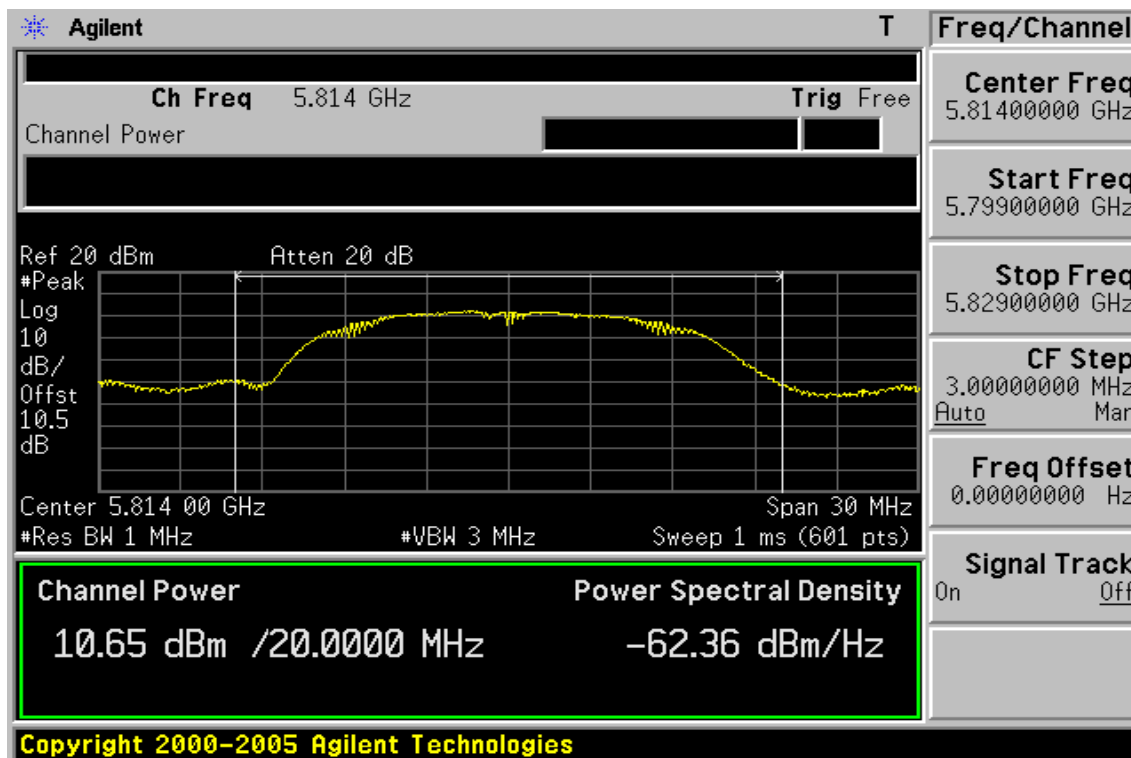 Agilent T
Freq/Channel
Ch Freq 5.814 GHz Trig Free
Channel Power
Center Freq
5.81400000 GHz
Start Freq
5.79900000 GHz
Stop Freq
5.82900000 GHz
CF Step
3.00000000 MHz
Auto Man
Freq Offset
0.00000000 Hz
Signal Track
On Off
Ref 20 dBm Atten 20 dB
#Peak
Log
10
dB/
Offst
10.5
dB
Center 5.814 00 GHz Span 30 MHz
#Res BW 1 MHz #VBW 3 MHz Sweep 1 ms (601 pts)
Channel Power Power Spectral Density
10.65 dBm /20.0000 MHz -62.36 dBm/Hz
Copyright 2000-2005 Agilent Technologies